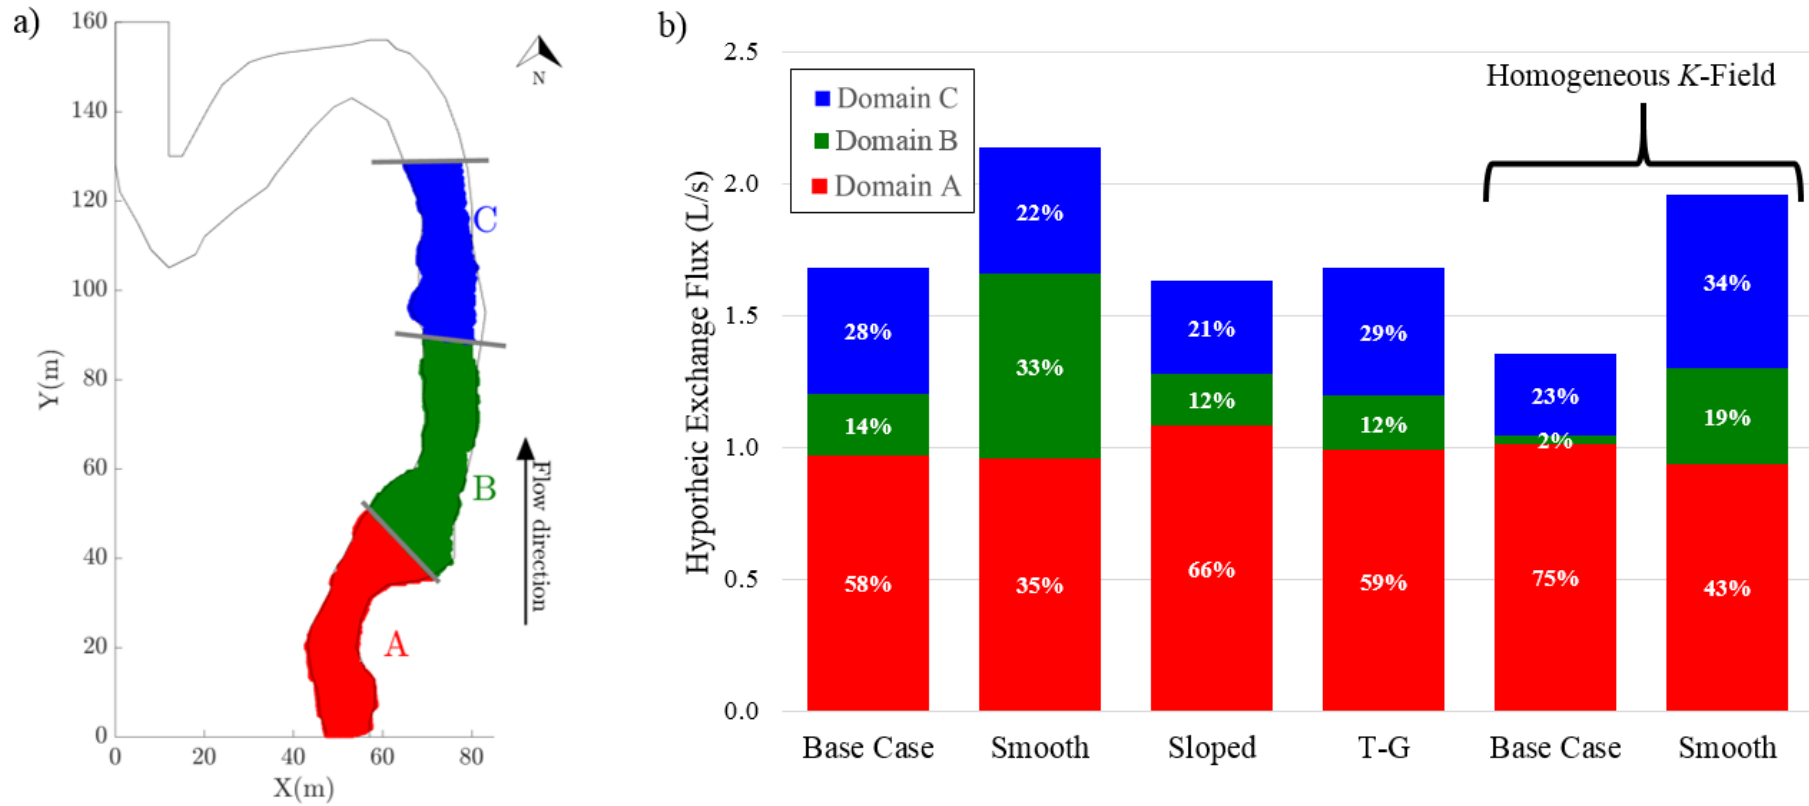 a)
160
140
120
100
80
60
40
20
0
Y(m)
0 20 40 60 80
X(m)
N
C
B
A
Flow direction
b)
2.5
2.0
1.5
1.0
0.5
0.0
Hyporheic Exchange Flux (L/s)
Domain C
Domain B
Domain A
Homogeneous K-Field
28%
14%
58%
22%
33%
35%
21%
12%
66%
29%
12%
59%
23%
2%
75%
34%
19%
43%
Base Case Smooth Sloped T-G Base Case Smooth